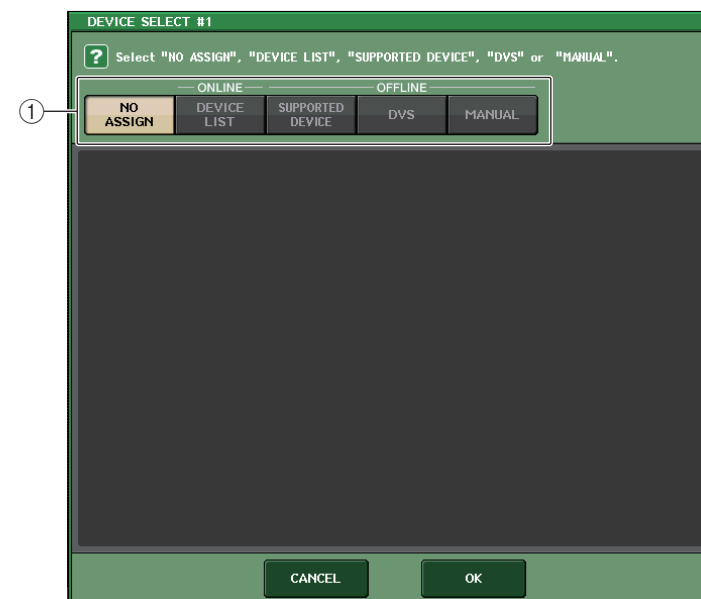 DEVICE SELECT #1
? Select "NO ASSIGN", "DEVICE LIST", "SUPPORTED DEVICE", "DVS" or "MANUAL".
ONLINE OFFLINE
①
NO ASSIGN
DEVICE LIST
SUPPORTED DEVICE
DVS
MANUAL
CANCEL OK